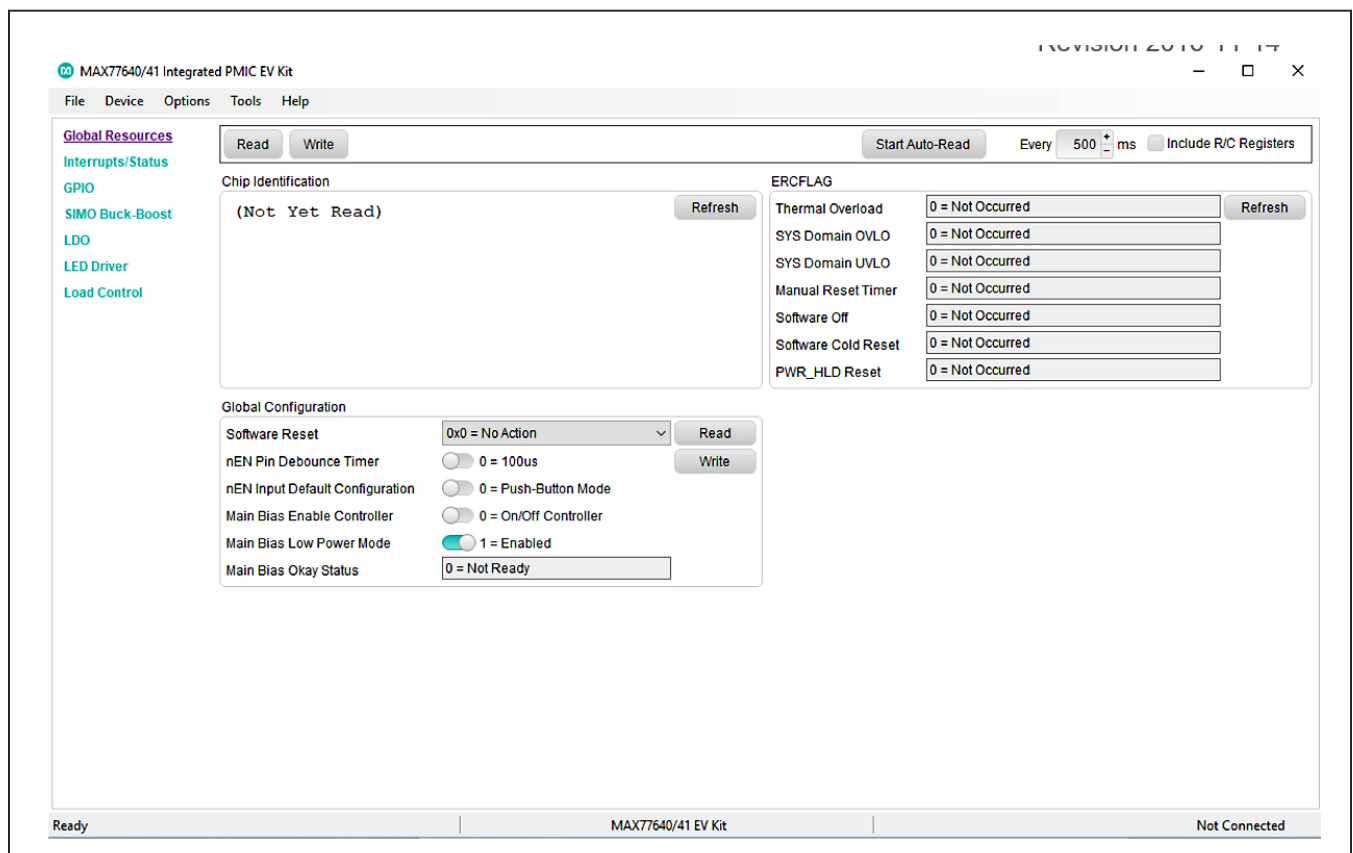 MAX77640/41 Integrated PMIC EV Kit
File Device Options Tools Help
Global Resources
Interrupts/Status
GPIO
SIMO Buck-Boost
LDO
LED Driver
Load Control
Read Write Start Auto-Read Every 500 + - ms Include R/C Registers
Chip Identification
(Not Yet Read) Refresh
ERCFLAG
Thermal Overload 0 = Not Occurred Refresh
SYS Domain OVLO 0 = Not Occurred
SYS Domain UVLO 0 = Not Occurred
Manual Reset Timer 0 = Not Occurred
Software Off 0 = Not Occurred
Software Cold Reset 0 = Not Occurred
PWR_HLD Reset 0 = Not Occurred
Global Configuration
Software Reset 0x0 = No Action Read
nEN Pin Debounce Timer 0 = 100us Write
nEN Input Default Configuration 0 = Push-Button Mode
Main Bias Enable Controller 0 = On/Off Controller
Main Bias Low Power Mode 1 = Enabled
Main Bias Okay Status 0 = Not Ready
Ready MAX77640/41 EV Kit Not Connected